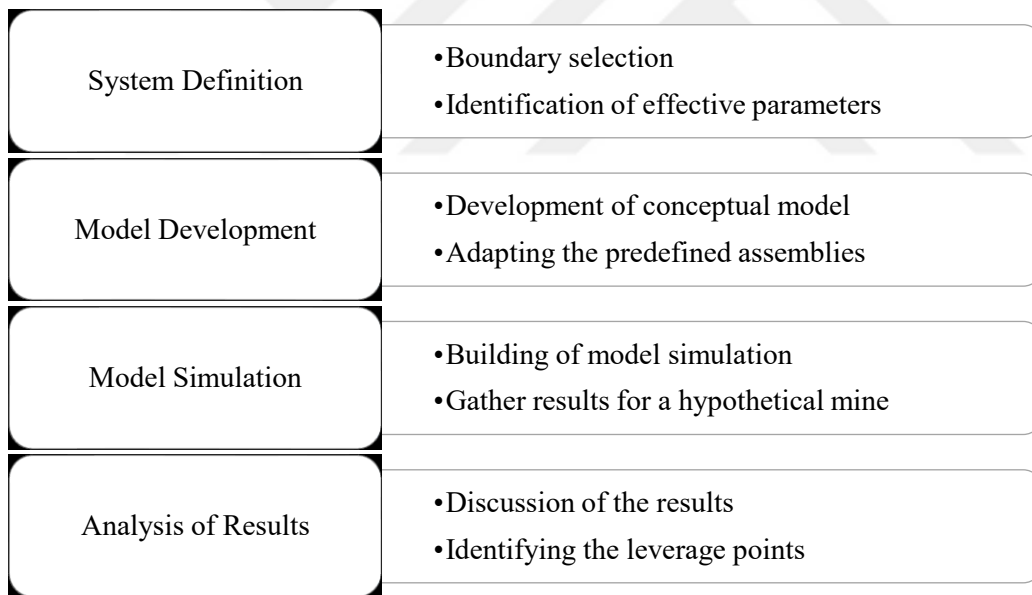 System Definition
•Boundary selection
•Identification of effective parameters
Model Development
•Development of conceptual model
•Adapting the predefined assemblies
Model Simulation
•Building of model simulation
•Gather results for a hypothetical mine
Analysis of Results
•Discussion of the results
•Identifying the leverage points